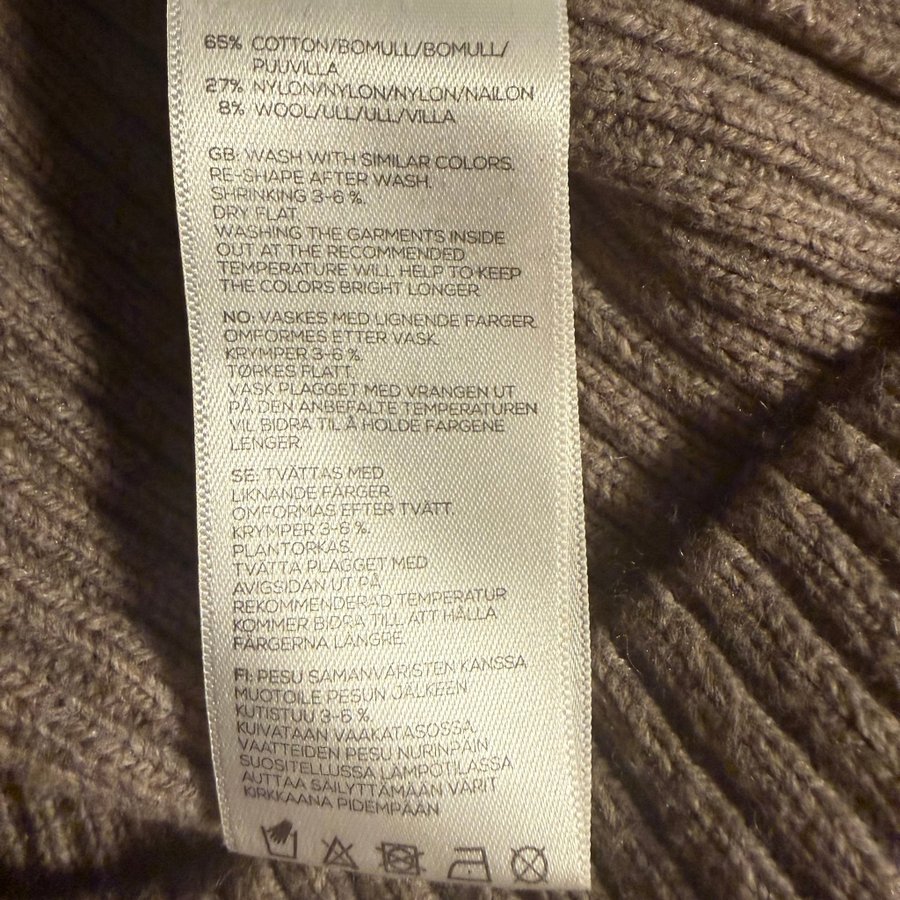 65% COTTON/BOMULL/BOMULL/
PUUVILLA
27% NYLON/NYLON/NYLON/NAILON
8% WOOL/ULL/ULL/VILLA
GB: WASH WITH SIMILAR COLORS.
RE-SHAPE AFTER WASH.
SHRINKING 3-6 %.
DRY FLAT.
WASHING THE GARMENTS INSIDE
OUT AT THE RECOMMENDED
TEMPERATURE WILL HELP TO KEEP
THE COLORS BRIGHT LONGER.
NO: VASKES MED LIGNENDE FARGER.
OMFORMES ETTER VASK.
KRYMPER 3-6 %.
TØRKES FLATT.
VASK PLAGGET MED VRANGEN UT
PÅ DEN ANBEFALTE TEMPERATUREN
VIL BIDRA TIL Å HOLDE FARGENE
LENGER.
SE: TVÄTTAS MED
LIKNANDE FÄRGER.
OMFORMAS EFTER TVÄTT.
KRYMPER 3-6 %.
PLANTORKAS.
TVÄTTA PLAGGET MED
AVIGSIDAN UT PÅ
REKOMMENDERAD TEMPERATUR
KOMMER BIDRA TILL ATT HÅLLA
FÄRGERNA LÄNGRE.
FI: PESU SAMANVÄRISTEN KANSSA
MUOTOILE PESUN JÄLKEEN
KUTISTUU 3-6 %.
KUIVATAAN VAAKATASOSSA.
VAATTEIDEN PESU NURINPÄIN
SUOSITELLUSSA LÄMPÖTILASSA
AUTTAA SÄILYTTÄMÄÄN VÄRIT
KIRKKAANA PIDEMPÄÄN